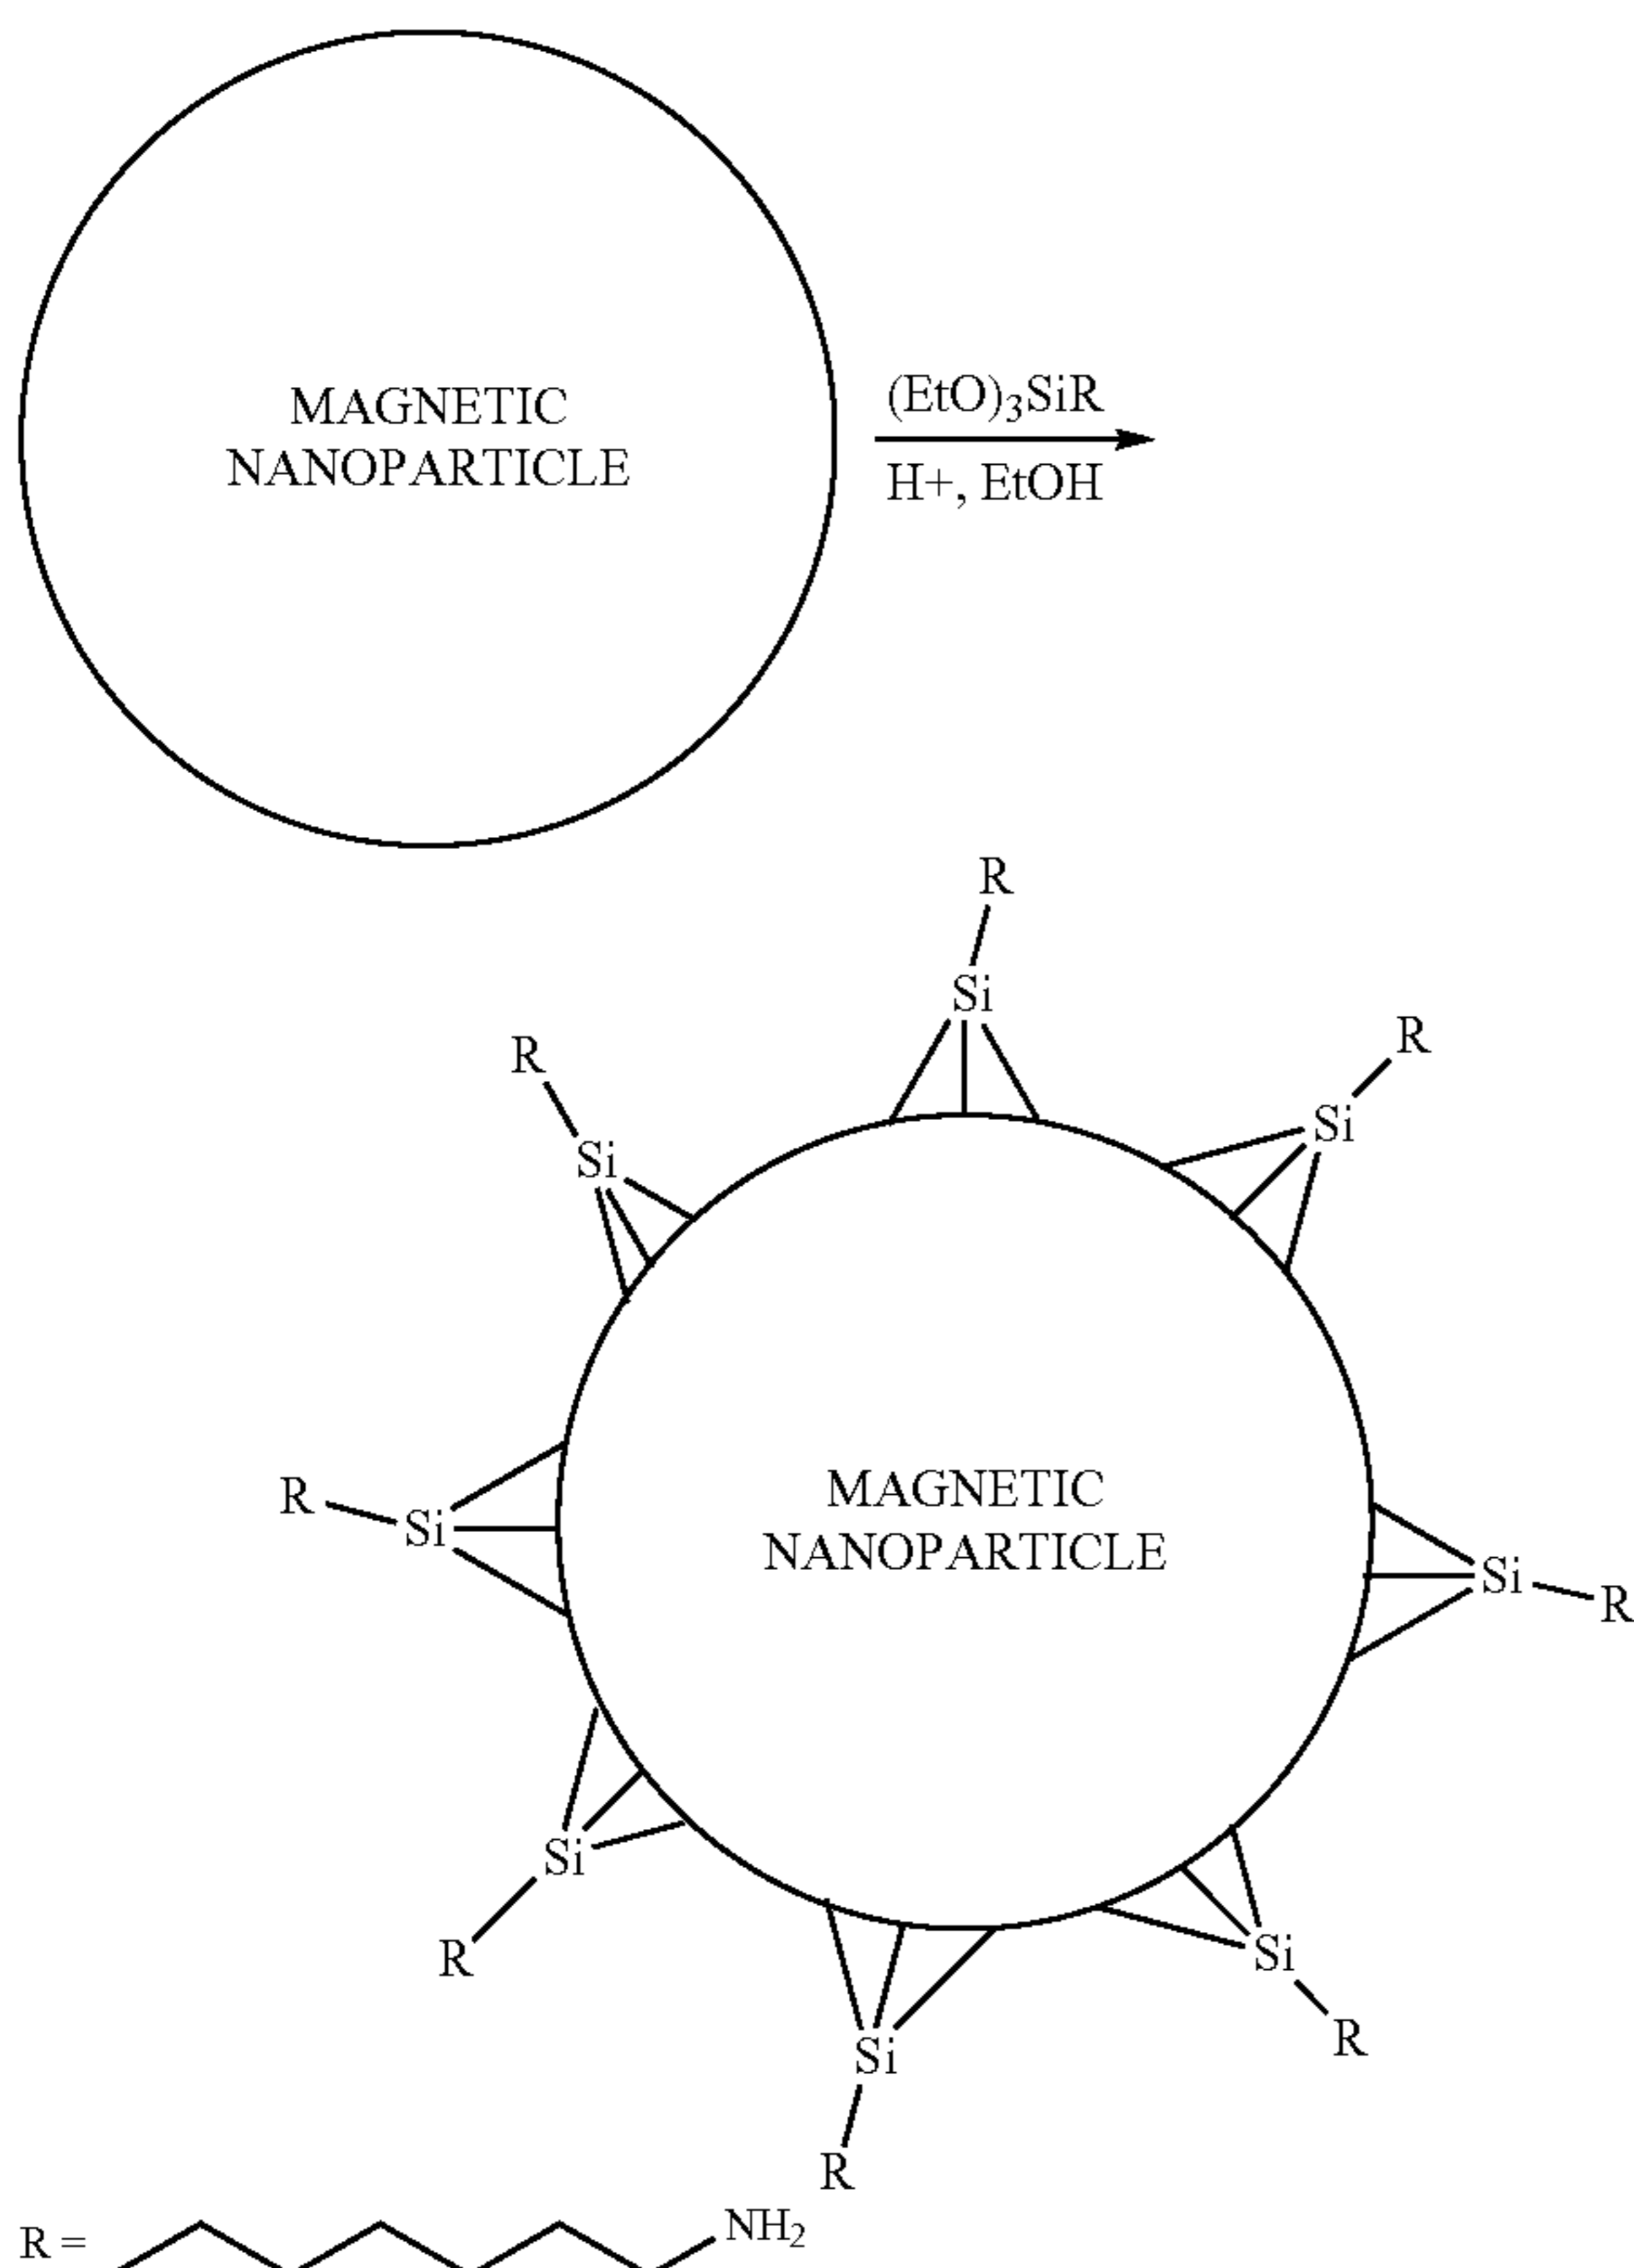 MAGNETIC
NANOPARTICLE
(EtO)₃SiR
H+, EtOH
R
Si
R
Si
R
Si
R
Si
MAGNETIC
NANOPARTICLE
Si
R
Si
R
Si
R
Si
R
R =
NH₂